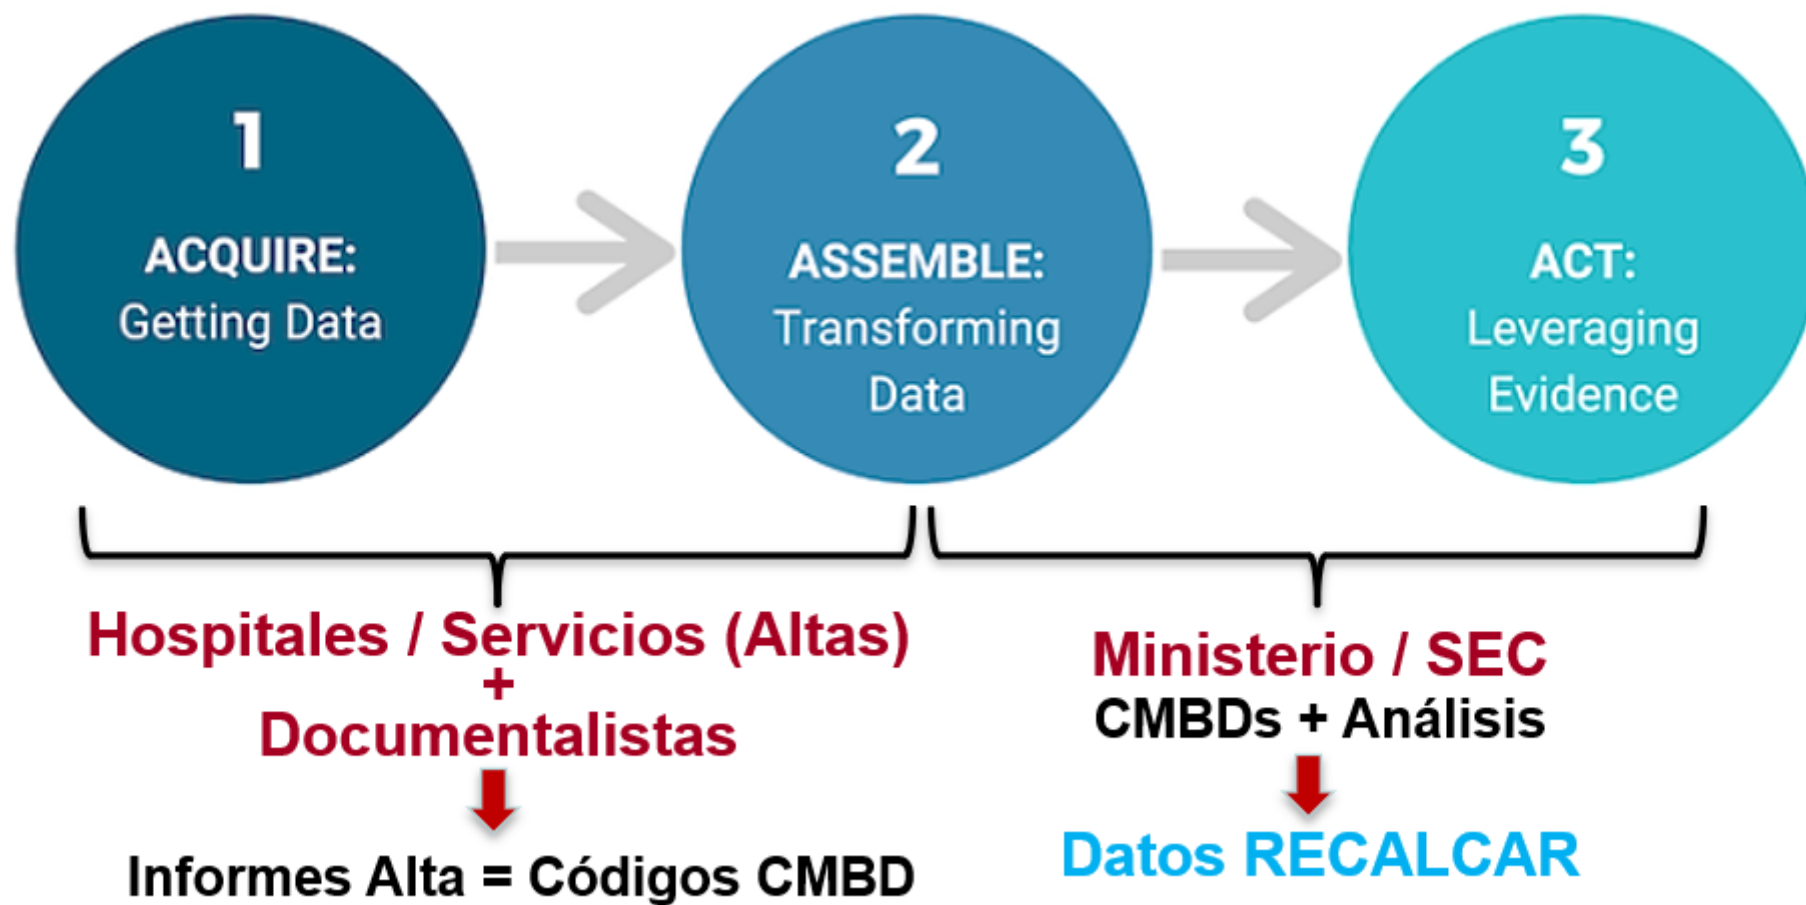 1
ACQUIRE:
Getting Data
2
ASSEMBLE:
Transforming
Data
3
ACT:
Leveraging
Evidence
Hospitales / Servicios (Altas)
+
Documentalistas
Informes Alta = Códigos CMBD
Ministerio / SEC
CMBDs + Análisis
Datos RECALCAR